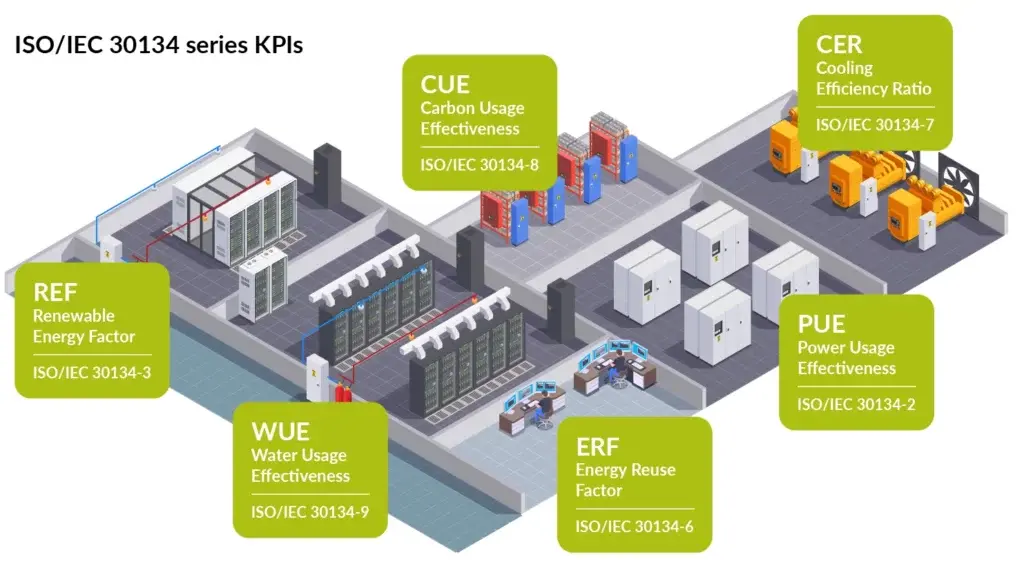 ISO/IEC 30134 series KPIs
CUE
Carbon Usage
Effectiveness
ISO/IEC 30134-8
CER
Cooling
Efficiency Ratio
ISO/IEC 30134-7
REF
Renewable
Energy Factor
ISO/IEC 30134-3
PUE
Power Usage
Effectiveness
ISO/IEC 30134-2
WUE
Water Usage
Effectiveness
ISO/IEC 30134-9
ERF
Energy Reuse
Factor
ISO/IEC 30134-6